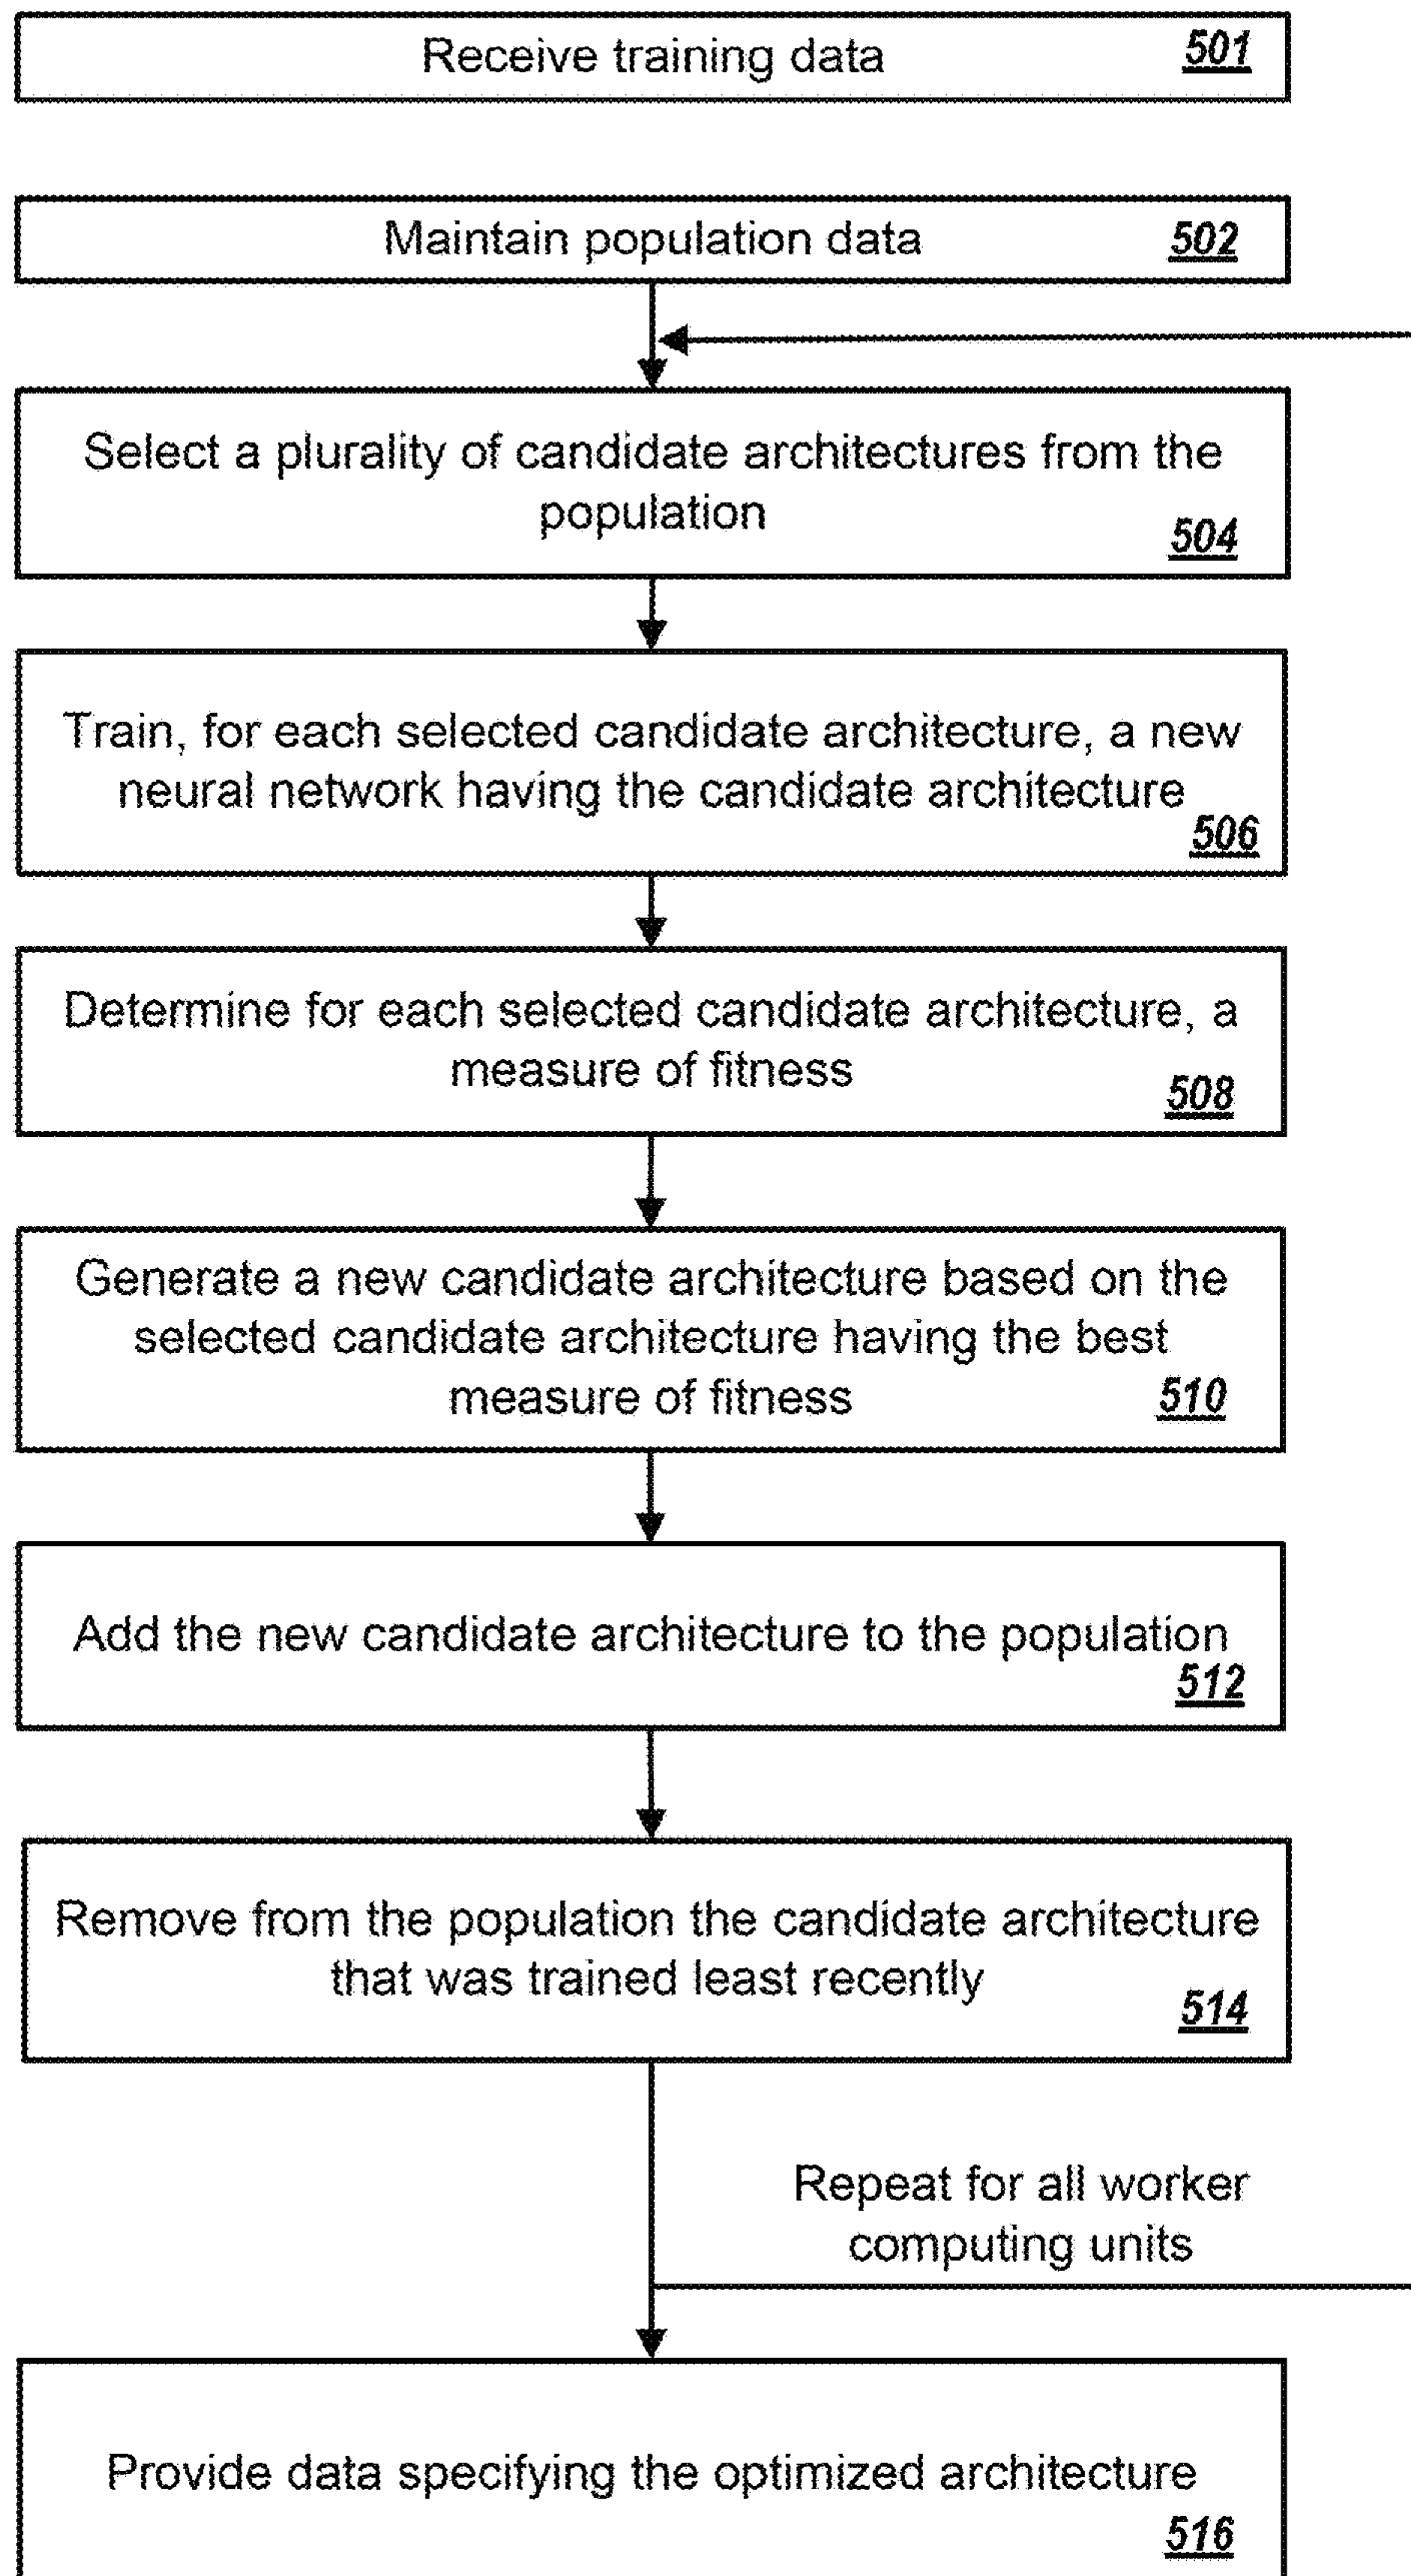 Receive training data 501
Maintain population data 502
Select a plurality of candidate architectures from the
population
504
Train, for each selected candidate architecture, a new
neural network having the candidate architecture
506
Determine for each selected candidate architecture, a
measure of fitness
508
Generate a new candidate architecture based on the
selected candidate architecture having the best
measure of fitness 510
Add the new candidate architecture to the population
512
Remove from the population the candidate architecture
that was trained least recently
514
Repeat for all worker
computing units
Provide data specifying the optimized architecture
516